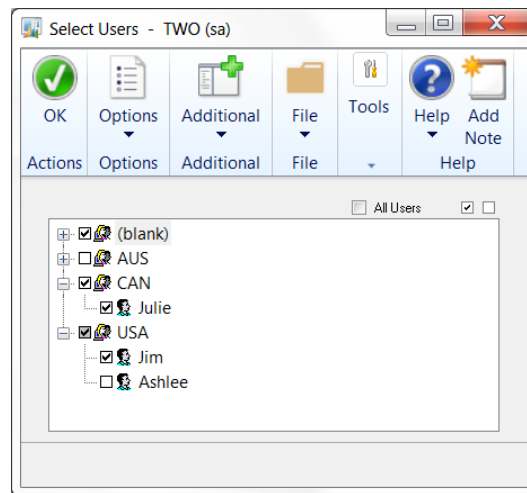 Select Users - TWO (sa)
OK Options Additional File Tools Help Add Note
Actions Options Additional File Help
All Users
(blank)
AUS
CAN
Julie
USA
Jim
Ashlee